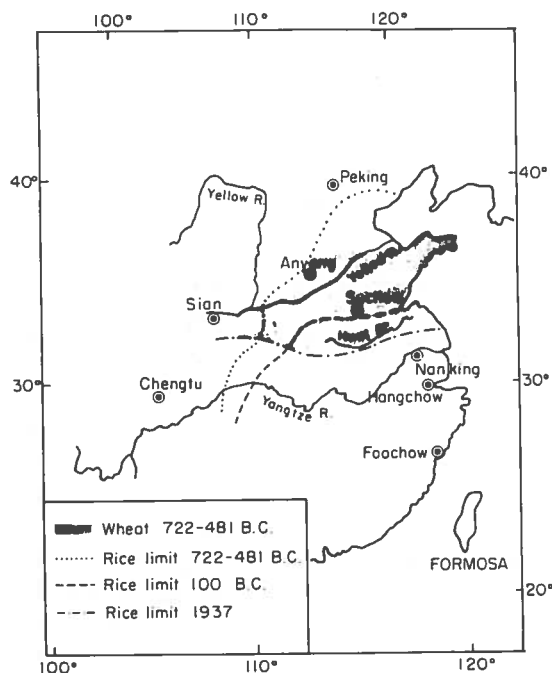 100°
120°
40°
40°
Peking
Yellow R.
Anyang
Sian
30°
30°
Chengtu
Nanking
Hangchow
Yangtze R.
Foochow
Wheat 722-481 B.C.
Rice limit 722-481 B.C.
Rice limit 100 B.C.
Rice limit 1937
FORMOSA
20°
100°
110°
120°